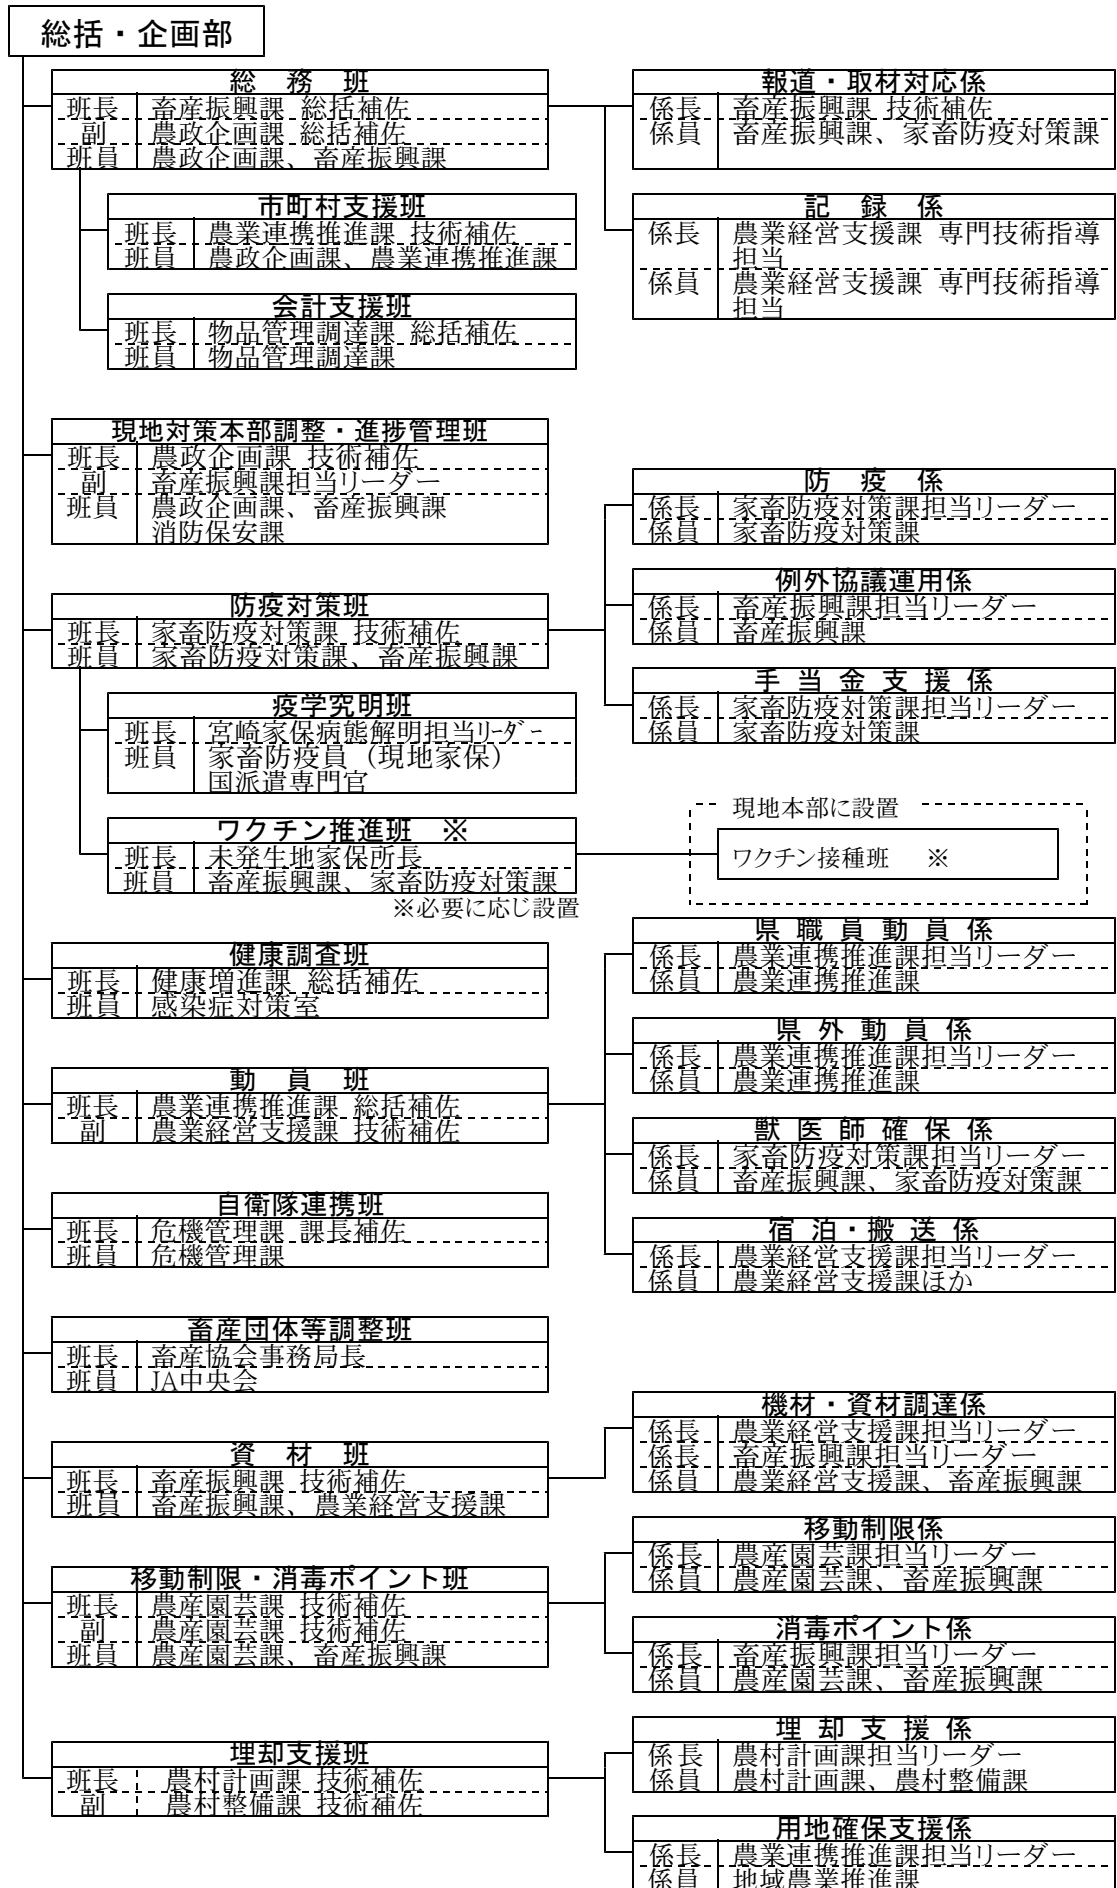 総括・企画部
総　務　班
班長 畜産振興課 総括補佐
副 農政企画課 総括補佐
班員 農政企画課、畜産振興課
報道・取材対応係
係長 畜産振興課 技術補佐
係員 畜産振興課、家畜防疫対策課
市町村支援班
班長 農業連携推進課 技術補佐
班員 農政企画課、農業連携推進課
記　録　係
係長 農業経営支援課 専門技術指導
担当
係員 農業経営支援課 専門技術指導
担当
会計支援班
班長 物品管理調達課 総括補佐
班員 物品管理調達課
現地対策本部調整・進捗管理班
班長 農政企画課 技術補佐
副 畜産振興課担当リーダー
班員 農政企画課、畜産振興課
消防保安課
防　疫　係
係長 家畜防疫対策課担当リーダー
係員 家畜防疫対策課
例外協議運用係
係長 畜産振興課担当リーダー
係員 畜産振興課
防疫対策班
班長 家畜防疫対策課 技術補佐
班員 家畜防疫対策課、畜産振興課
手 当 金 支 援 係
係長 家畜防疫対策課担当リーダー
係員 家畜防疫対策課
疫学究明班
班長 宮崎家保病態解明担当リーダー
班員 家畜防疫員（現地家保）
国派遣専門官
現地本部に設置
ワクチン接種班　※
ワクチン推進班　※
班長 未発生地家保所長
班員 畜産振興課、家畜防疫対策課
※必要に応じ設置
健康調査班
班長 健康増進課 総括補佐
班員 感染症対策室
県 職 員 動 員 係
係長 農業連携推進課担当リーダー
係員 農業連携推進課
県 外 動 員 係
係長 農業連携推進課担当リーダー
係員 農業連携推進課
動　員　班
班長 農業連携推進課 総括補佐
副 農業経営支援課 技術補佐
獣 医 師 確 保 係
係長 家畜防疫対策課担当リーダー
係員 畜産振興課、家畜防疫対策課
自衛隊連携班
班長 危機管理課 課長補佐
班員 危機管理課
宿 泊・搬 送 係
係長 農業経営支援課担当リーダー
係員 農業経営支援課ほか
畜産団体等調整班
班長 畜産協会事務局長
班員 JA中央会
機材・資材調達係
係長 農業経営支援課担当リーダー
係長 畜産振興課担当リーダー
係員 農業経営支援課、畜産振興課
資　材　班
班長 畜産振興課 技術補佐
班員 畜産振興課、農業経営支援課
移動制限係
係長 農産園芸課担当リーダー
係員 農産園芸課、畜産振興課
移動制限・消毒ポイント班
班長 農産園芸課 技術補佐
副 農産園芸課 技術補佐
班員 農産園芸課、畜産振興課
消毒ポイント係
係長 畜産振興課担当リーダー
係員 農産園芸課、畜産振興課
埋 却 支 援 係
係長 農村計画課担当リーダー
係員 農村計画課、農村整備課
埋却支援班
班長 農村計画課 技術補佐
副 農村整備課 技術補佐
用地確保支援係
係長 農業連携推進課担当リーダー
係員 地域農業推進課